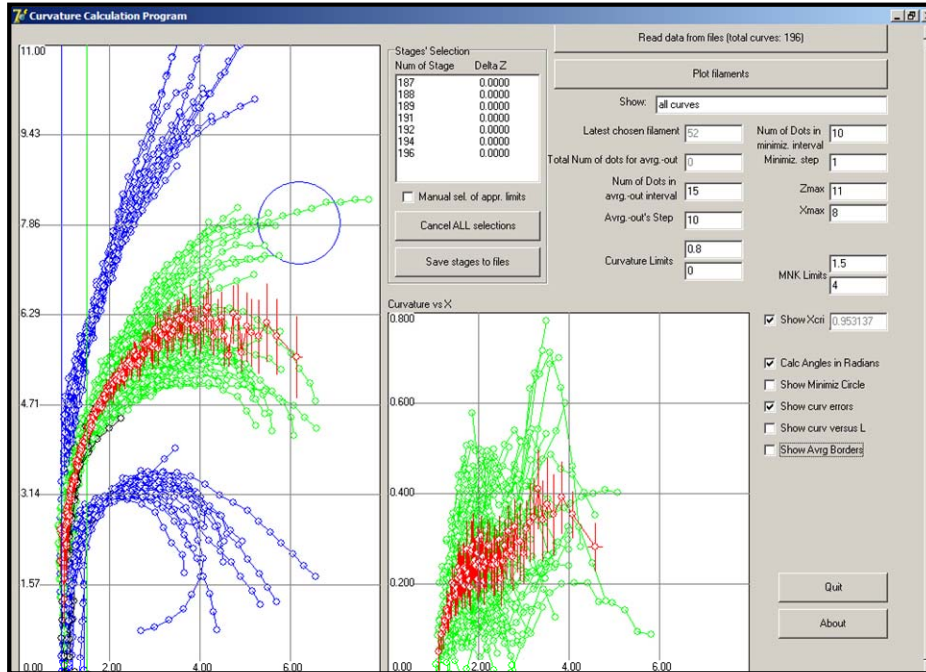 Curvature Calculation Program
11.00
9.43
7.86
6.29
4.71
3.14
1.57
0.00
2.00
4.00
6.00
Stages' Selection
Num of Stage Delta Z
187 0.0000
188 0.0000
189 0.0000
191 0.0000
192 0.0000
194 0.0000
196 0.0000
Manual sel. of appr. limits
Cancel ALL selections
Save stages to files
Read data from files (total curves: 196)
Plot filaments
Show: all curves
Latest chosen filament 52
Total Num of dots for avrg.-out 0
Num of Dots in
avrg.-out interval 15
Avrg.-out's Step 10
Curvature Limits 0.8
0
Num of Dots in
minimiz. interval 10
Minimiz. step 1
Zmax 11
Xmax 8
MNK Limits 1.5
4
Show Xcri 0.953137
Calc Angles in Radians
Show Minimiz Circle
Show curv errors
Show curv versus L
Show Avrg Borders
Curvature vs X
0.800
0.600
0.400
0.200
0.000
2.00
4.00
6.00
Quit
About